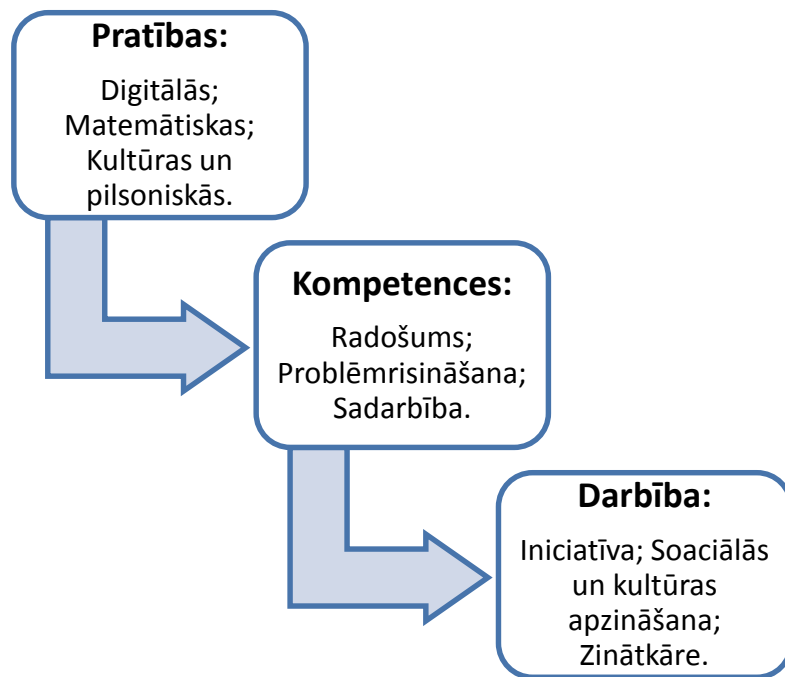 Pratības:
Digitālās;
Matemātiskas;
Kultūras un
pilsoniskās.
Kompetences:
Radošums;
Problēmrisināšana;
Sadarbība.
Darbība:
Iniciatīva; Soaciālās
un kultūras
apzināšana;
Zinātkāre.